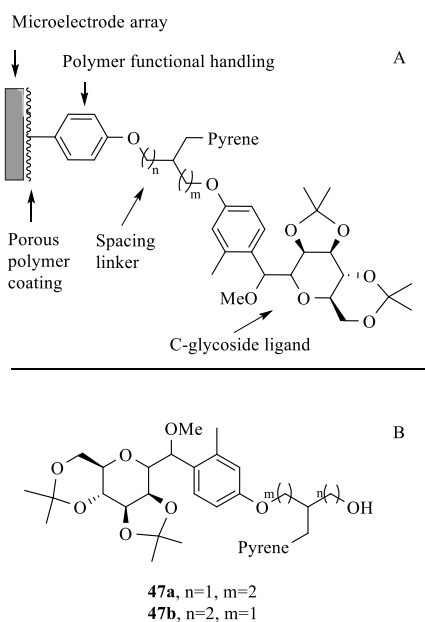 Microelectrode array
Polymer functional handling
A
O
Pyrene
n
m
O
Porous
polymer
coating
Spacing
linker
O
O
MeO
O
O
O
C-glycoside ligand
B
OMe
O
O
O
O
O
O
m
n
OH
Pyrene
47a, n=1, m=2
47b, n=2, m=1